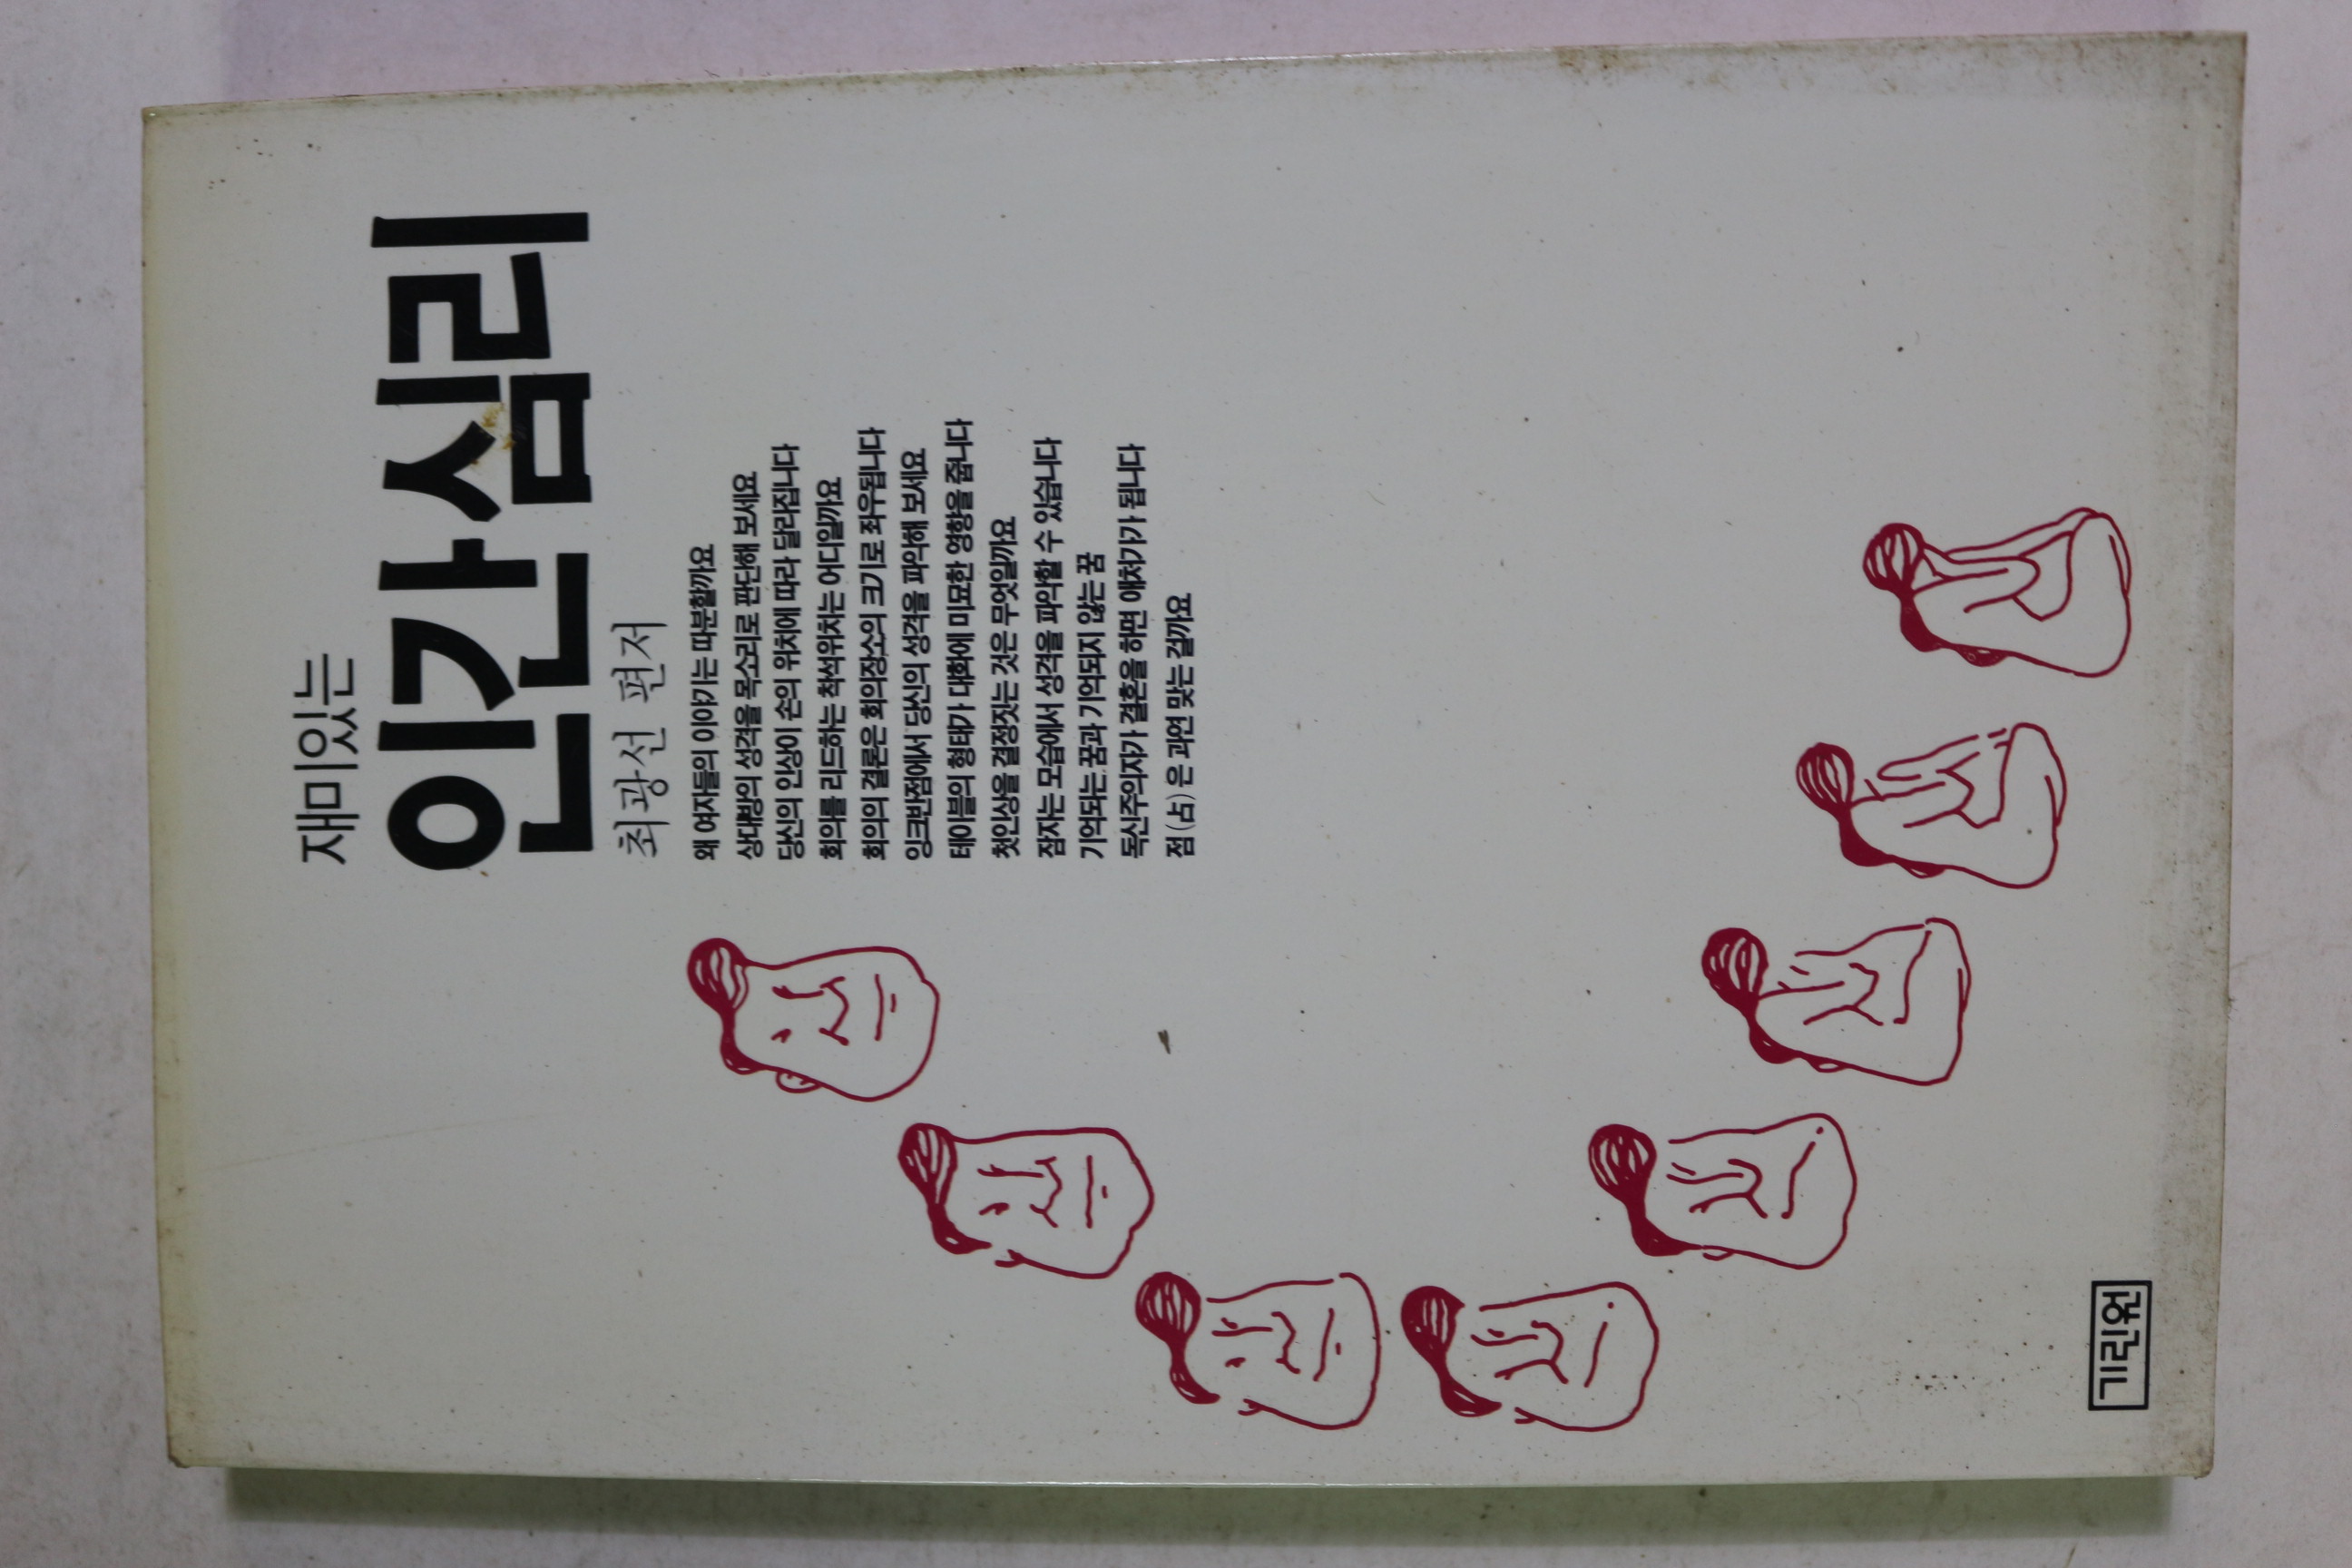 재미있는
인간심리
최광선 편저
왜 여자들의 이야기는 따분할까요
상대방의 성격을 목소리로 판단해 보세요
당신의 인상이 손의 위치에 따라 달라집니다
회의를 리드하는 착석위치는 어디일까요
회의의 결론은 회의장소의 크기로 좌우됩니다
잉크반점에서 당신의 성격을 파악해 보세요
테이블의 형태가 대화에 미묘한 영향을 줍니다
첫인상을 결정짓는 것은 무엇일까요
잠자는 모습에서 성격을 파악할 수 있습니다
기억되는 꿈과 기억되지 않는 꿈
독신주의자가 결혼을 하면 애처가가 됩니다
점(占)은 과연 맞는 걸까요
기린원